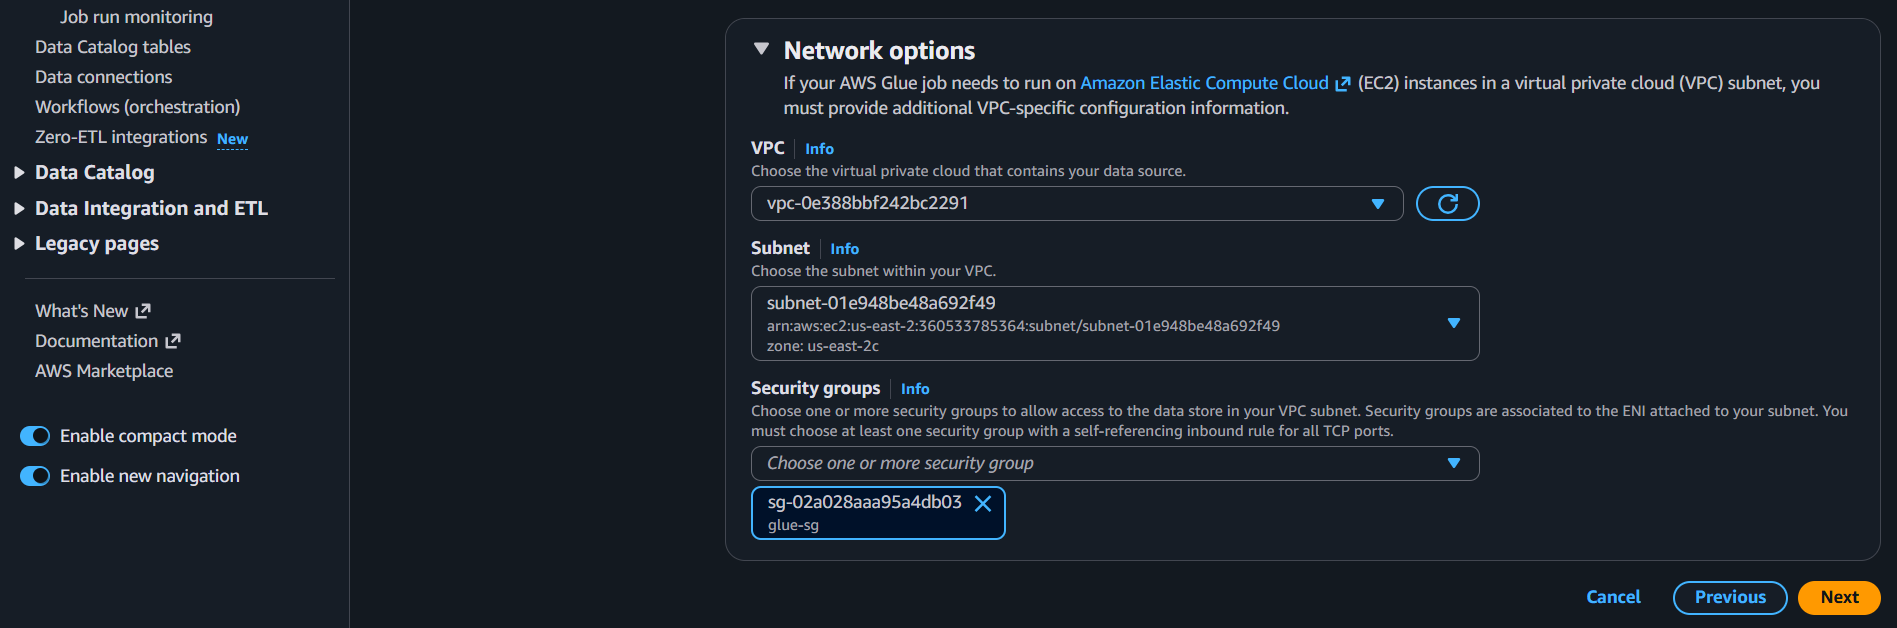 Job run monitoring
Data Catalog tables
Data connections
Workflows (orchestration)
Zero-ETL integrations New
Data Catalog
Data Integration and ETL
Legacy pages
What's New
Documentation
AWS Marketplace
Enable compact mode
Enable new navigation
Network options
If your AWS Glue job needs to run on Amazon Elastic Compute Cloud (EC2) instances in a virtual private cloud (VPC) subnet, you
must provide additional VPC-specific configuration information.
VPC Info
Choose the virtual private cloud that contains your data source.
vpc-0e388bbf242bc2291
Subnet Info
Choose the subnet within your VPC.
subnet-01e948be48a692f49
arn:aws:ec2:us-east-2:360533785364:subnet/subnet-01e948be48a692f49
zone: us-east-2c
Security groups Info
Choose one or more security groups to allow access to the data store in your VPC subnet. Security groups are associated to the ENI attached to your subnet. You
must choose at least one security group with a self-referencing inbound rule for all TCP ports.
Choose one or more security group
sg-02a028aaa95a4db03
glue-sg
Cancel Previous Next